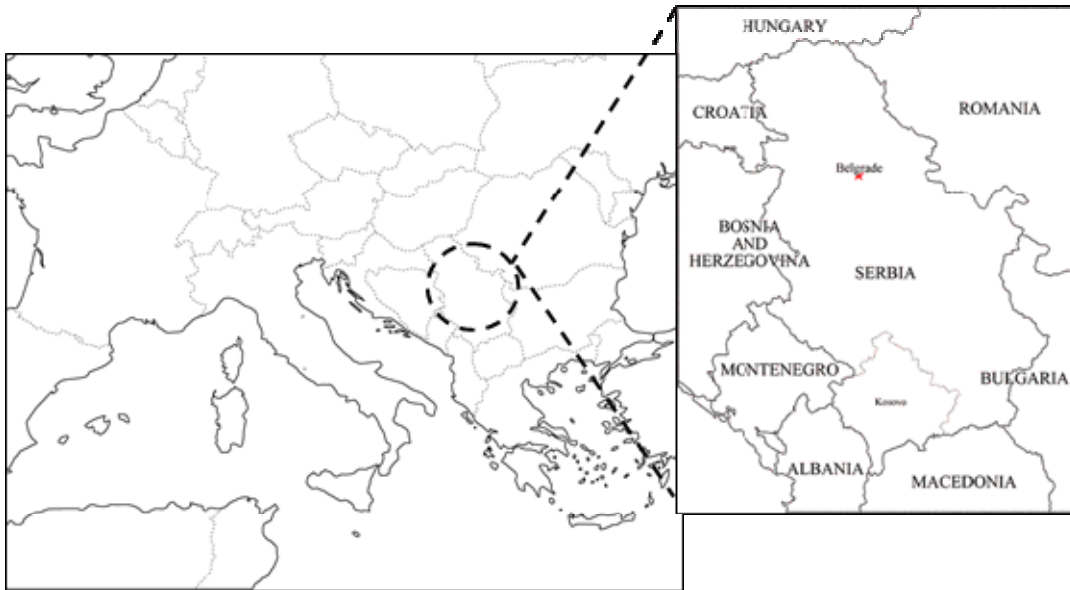 HUNGARY
CROATIA
ROMANIA
Belgrade
BOSNIA
AND
HERZEGOVINA
SERBIA
MONTENEGRO
BULGARIA
Kosovo
ALBANIA
MACEDONIA